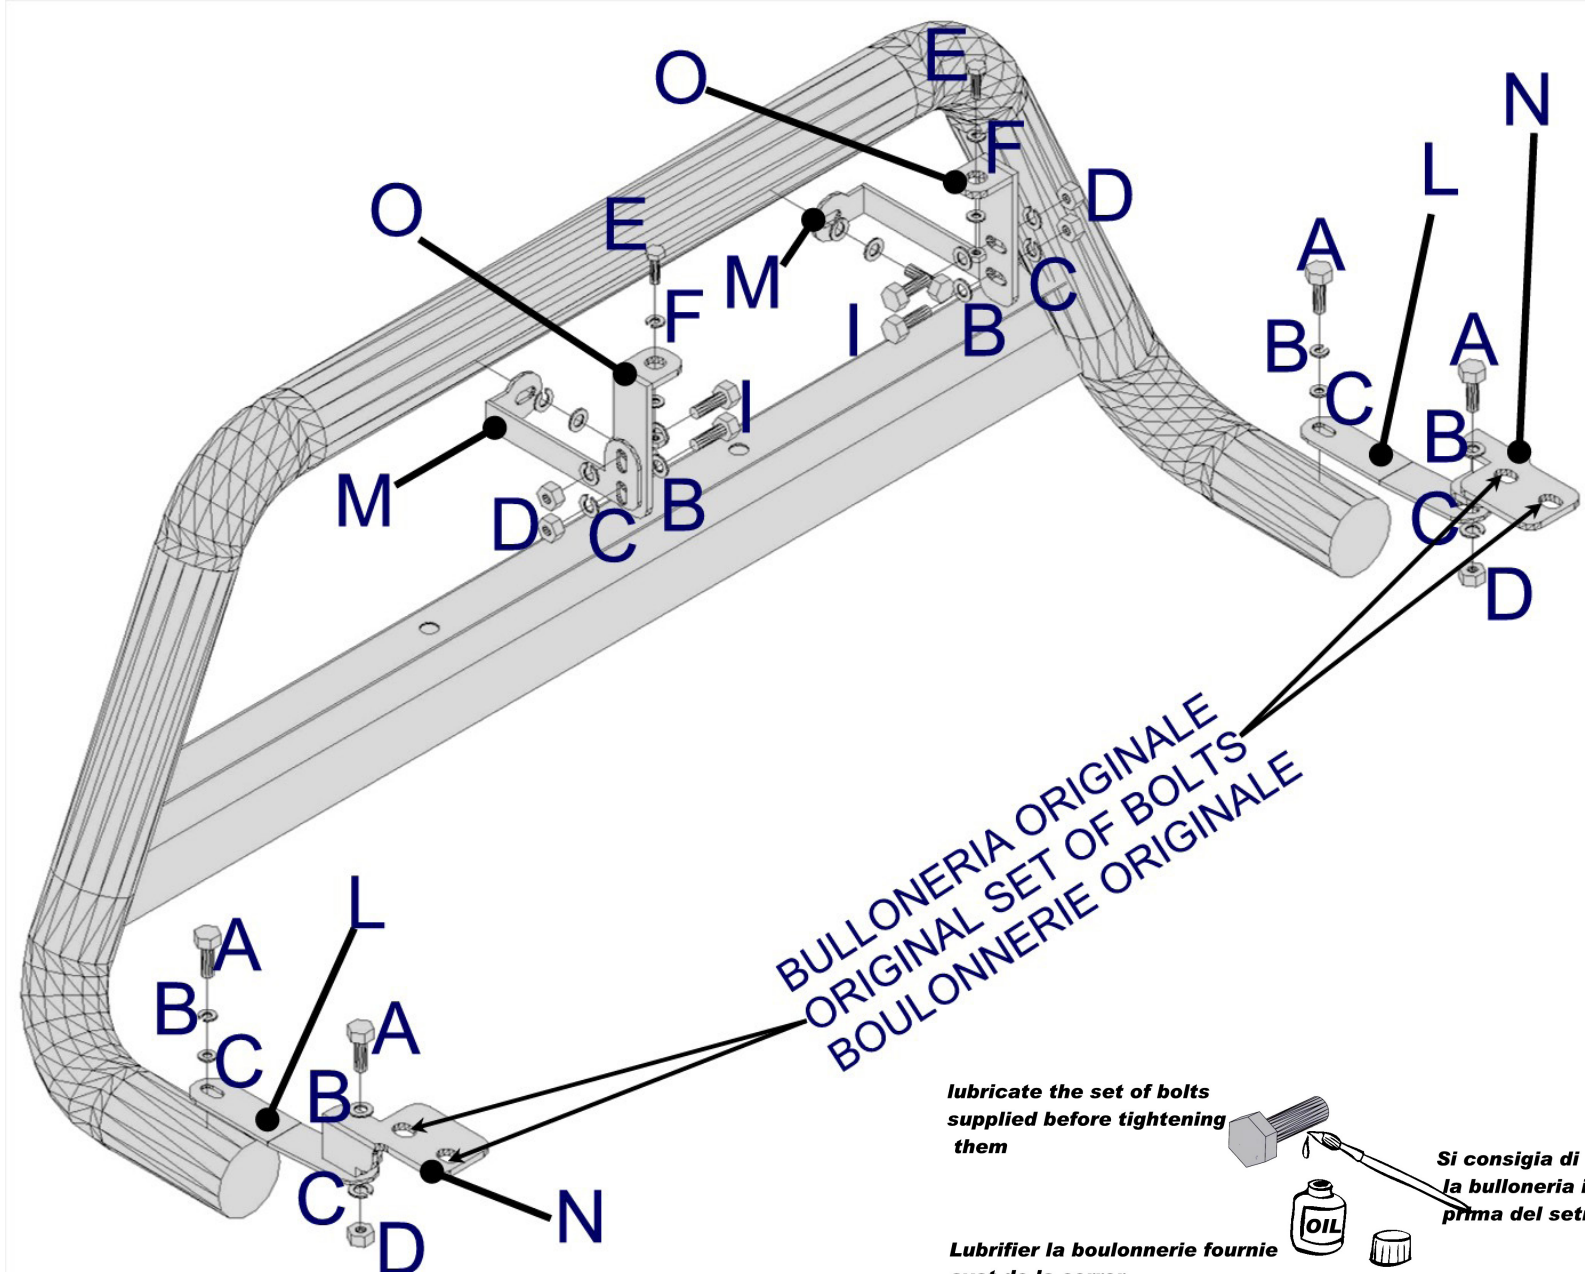 E
O
N
F
L
D
O
E
A
M
C
F
I
B
A
B
C
I
B
M
D
C
B
C
D
BULLONERIA ORIGINALE
ORIGINAL SET OF BOLTS
BOULONNERIE ORIGINALE
L
A
B
A
C
B
C
N
D
lubricate the set of bolts
supplied before tightening
them
Si consigia di
la bulloneria i
prima del
OIL
Lubrifier la boulonnerie fournie